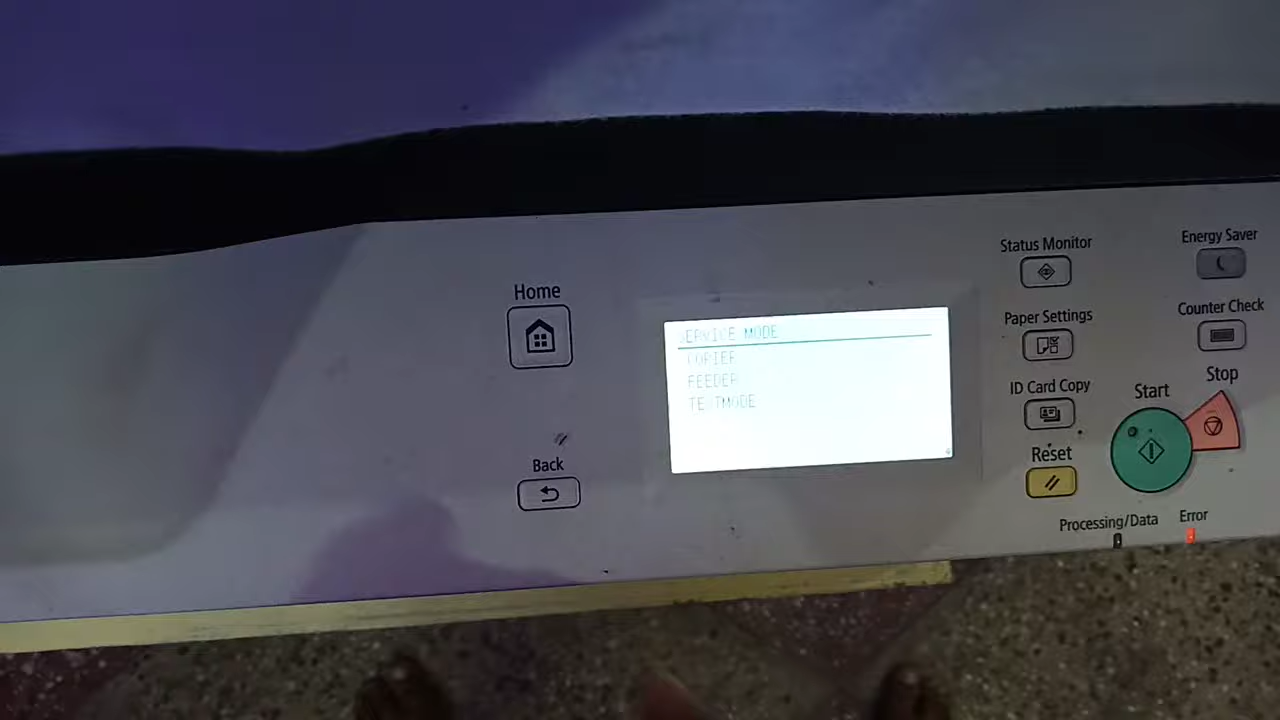 Home
Back
SERVICE MODE
COPIER
FEEDER
TESTMODE
Status Monitor
Paper Settings
ID Card Copy
Reset
Energy Saver
Counter Check
Stop
Start
Processing/Data
Error